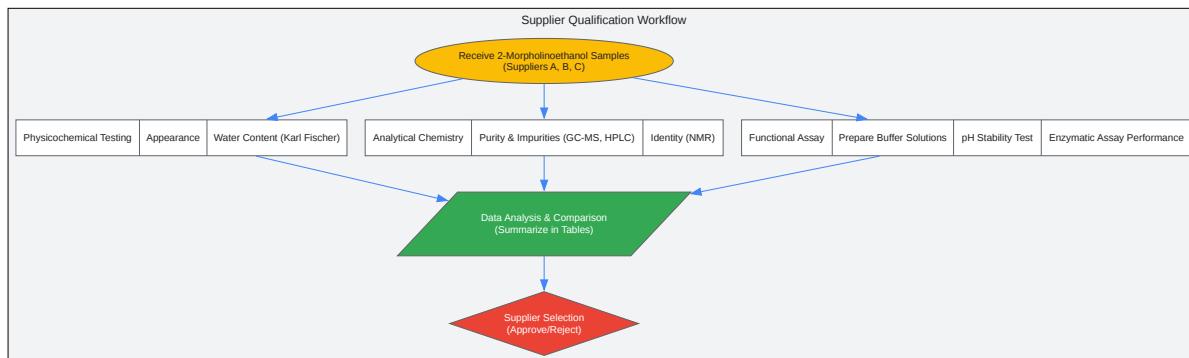 Supplier Qualification Workflow
Receive 2-Morpholinoethanol Samples
(Suppliers A, B, C)
Physicochemical Testing
Appearance
Water Content (Karl Fischer)
Analytical Chemistry
Purity & Impurities (GC-MS, HPLC)
Identity (NMR)
Functional Assay
Prepare Buffer Solutions
pH Stability Test
Enzymatic Assay Performance
Data Analysis & Comparison
(Summarize in Tables)
Supplier Selection
(Approve/Reject)